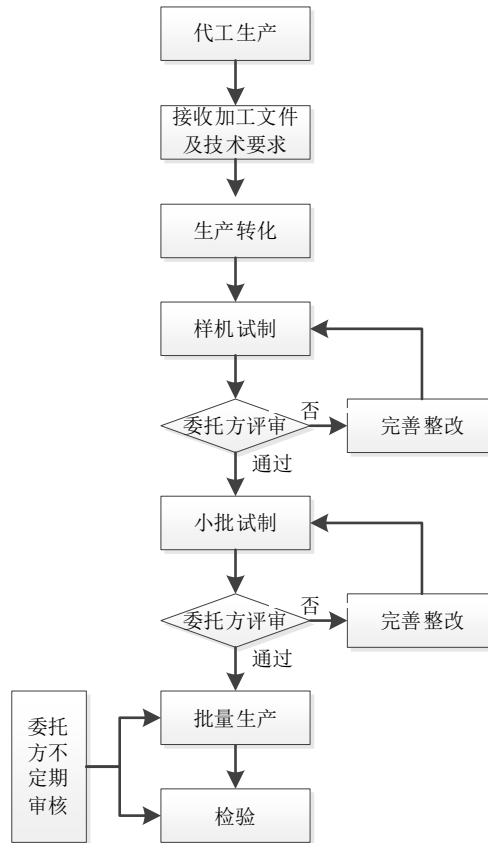 代工生产
接收加工文件
及技术要求
生产转化
样机试制
委托方评审
否
完善整改
通过
小批试制
委托方评审
否
完善整改
通过
委托
方不
定期
审核
批量生产
检验